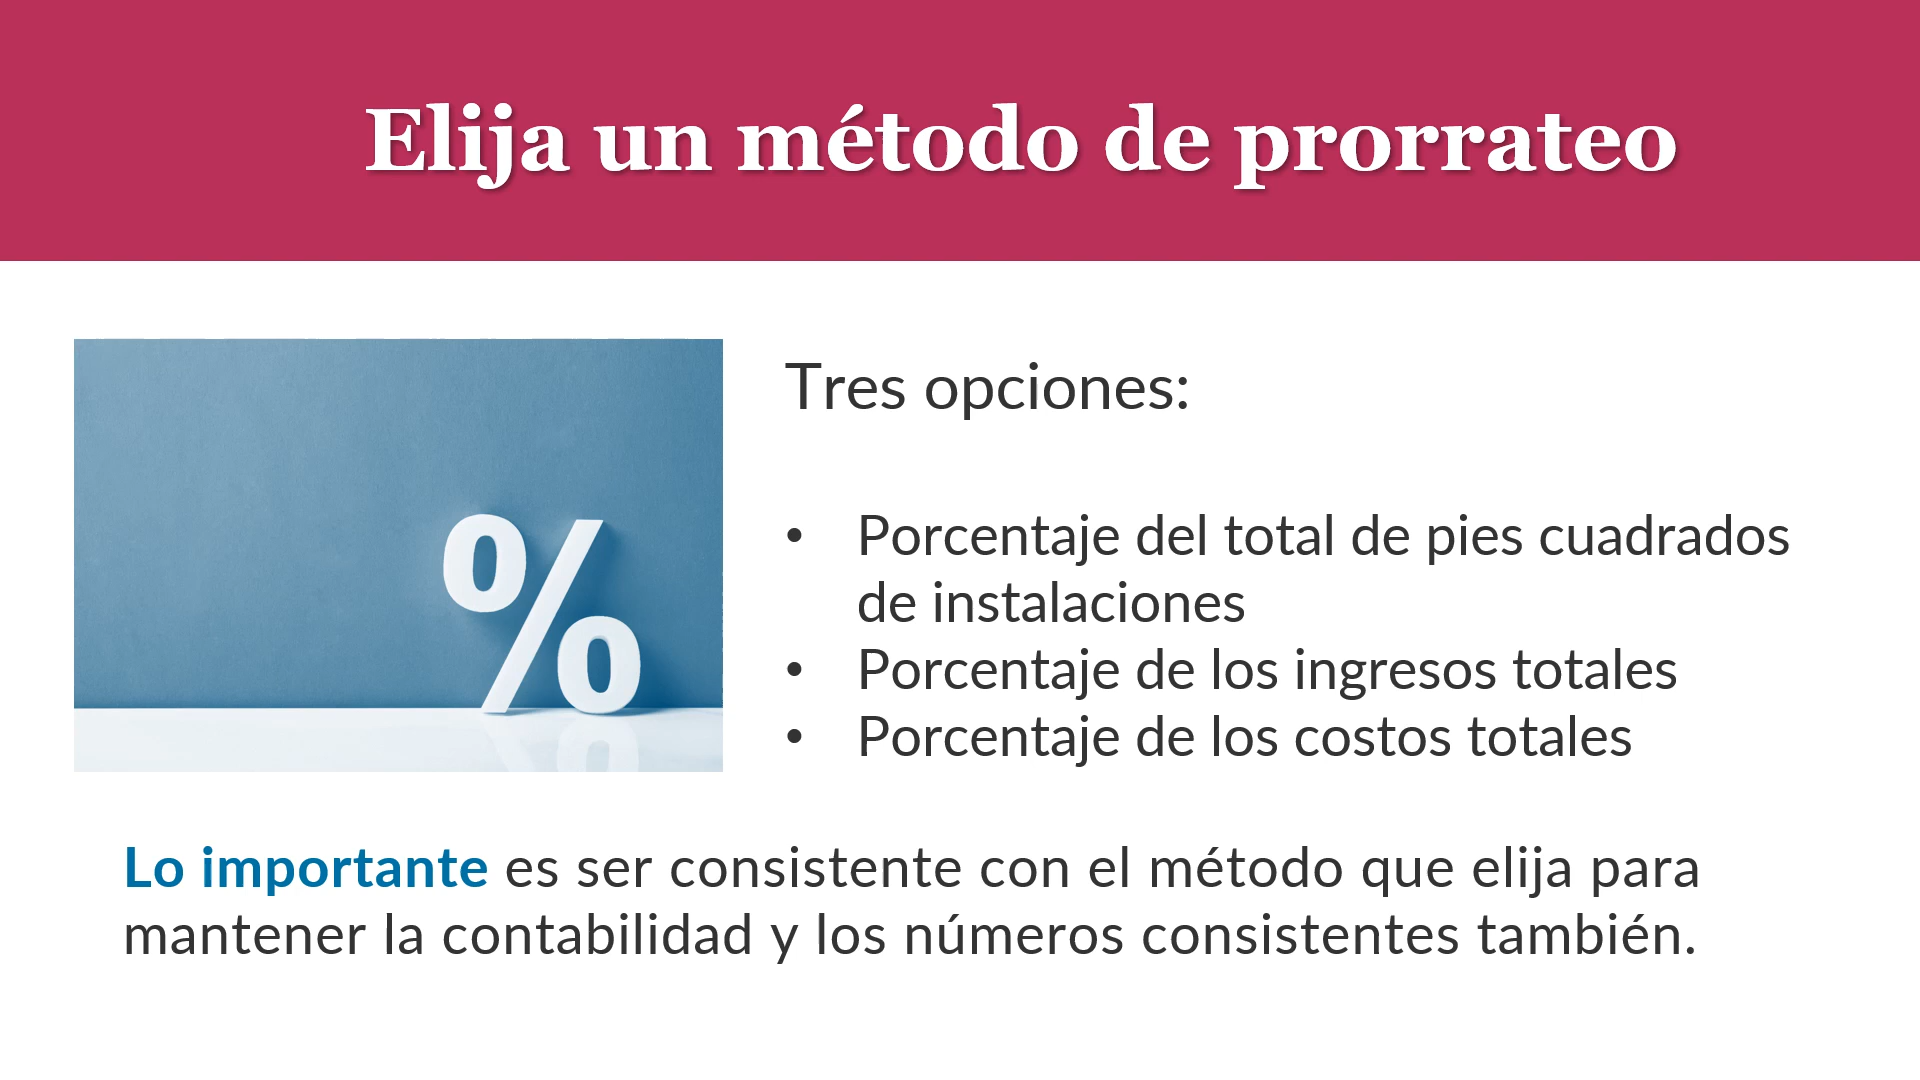 Elija un método de prorrateo
%
Tres opciones:
• Porcentaje del total de pies cuadrados
de instalaciones
• Porcentaje de los ingresos totales
• Porcentaje de los costos totales
Lo importante es ser consistente con el método que elija para
mantener la contabilidad y los números consistentes también.